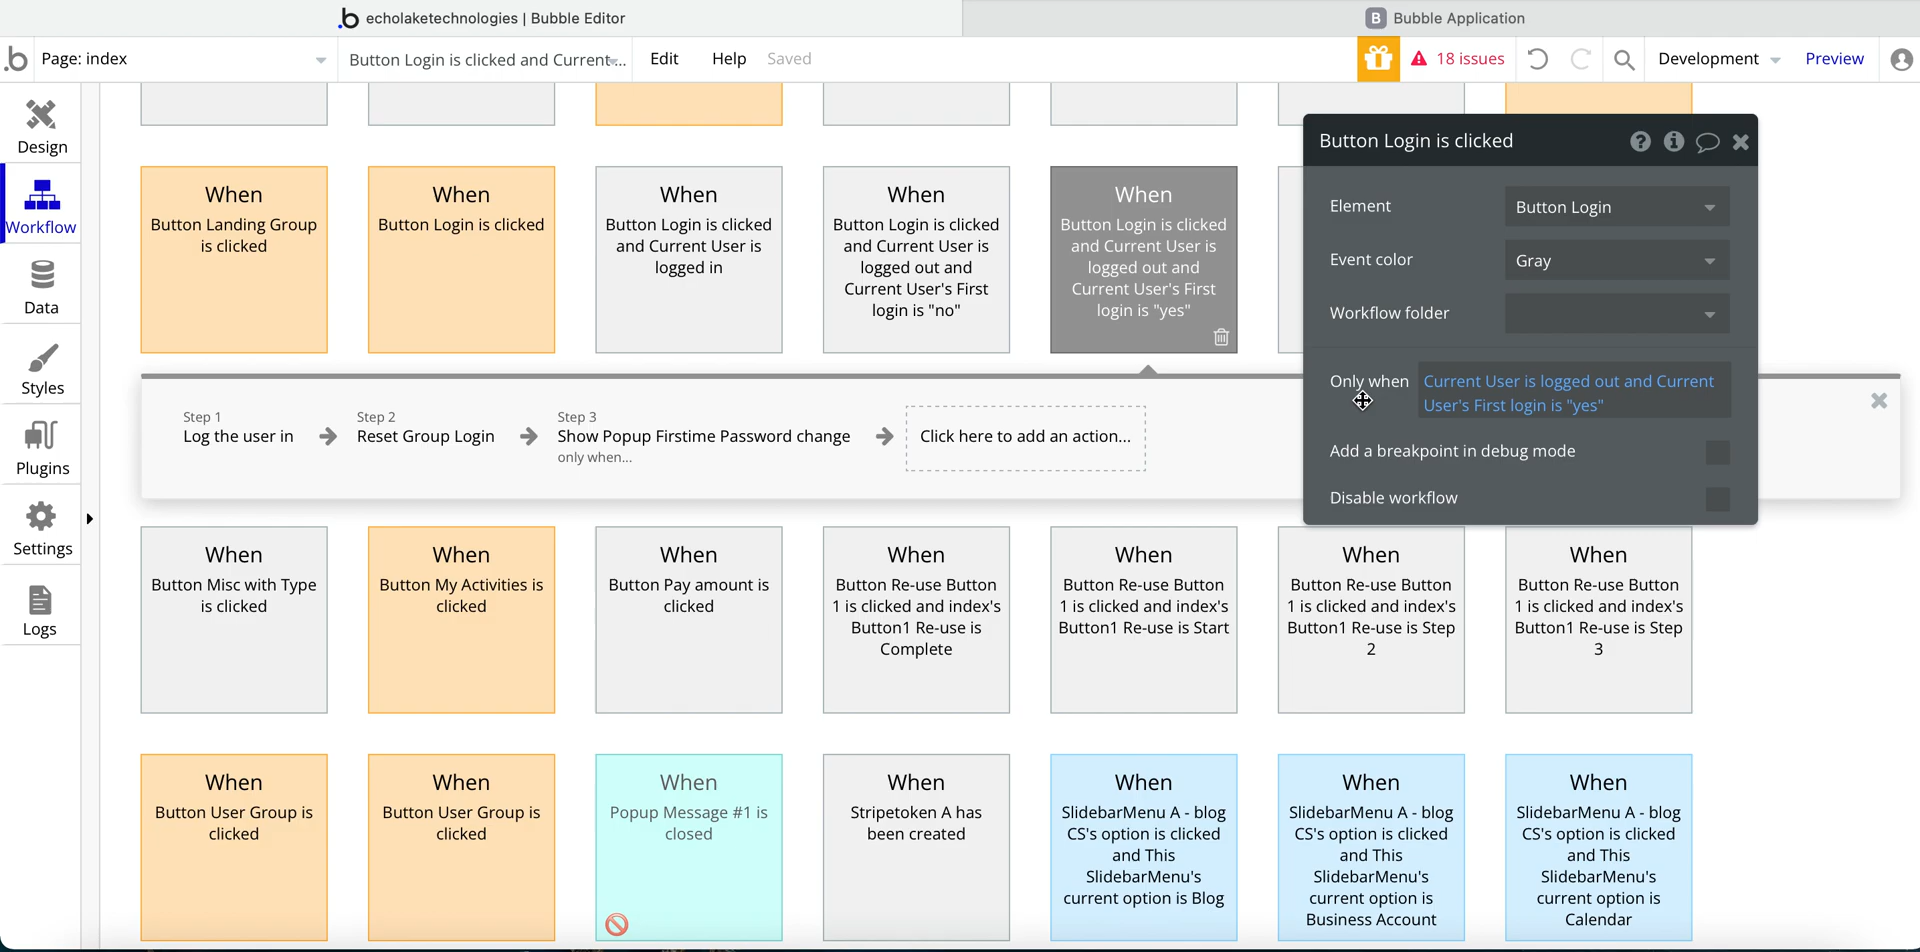 echolaketechnologies | Bubble Editor
B Bubble Application
b Page: index
Button Login is clicked and Current...
Edit
Help
Saved
18 issues
Development
Preview
Design
Workflow
Data
Styles
Plugins
Settings
Logs
When
Button Landing Group
is clicked
When
Button Login is clicked
When
Button Login is clicked
and Current User is
logged in
When
Button Login is clicked
and Current User is
logged out and
Current User's First
login is "no"
When
Button Login is clicked
and Current User is
logged out and
Current User's First
login is "yes"
Button Login is clicked
Element
Button Login
Event color
Gray
Workflow folder
Only when
Current User is logged out and Current
User's First login is "yes"
Add a breakpoint in debug mode
Disable workflow
Step 1
Log the user in
Step 2
Reset Group Login
Step 3
Show Popup Firstime Password change
only when...
Click here to add an action...
When
Button Misc with Type
is clicked
When
Button My Activities is
clicked
When
Button Pay amount is
clicked
When
Button Re-use Button
1 is clicked and index's
Button1 Re-use is
Complete
When
Button Re-use Button
1 is clicked and index's
Button1 Re-use is Start
When
Button Re-use Button
1 is clicked and index's
Button1 Re-use is Step
2
When
Button Re-use Button
1 is clicked and index's
Button1 Re-use is Step
3
When
Button User Group is
clicked
When
Button User Group is
clicked
When
Popup Message #1 is
closed
When
Stripetoken A has
been created
When
SlidebarMenu A - blog
CS's option is clicked
and This
SlidebarMenu's
current option is Blog
When
SlidebarMenu A - blog
CS's option is clicked
and This
SlidebarMenu's
current option is
Business Account
When
SlidebarMenu A - blog
CS's option is clicked
and This
SlidebarMenu's
current option is
Calendar